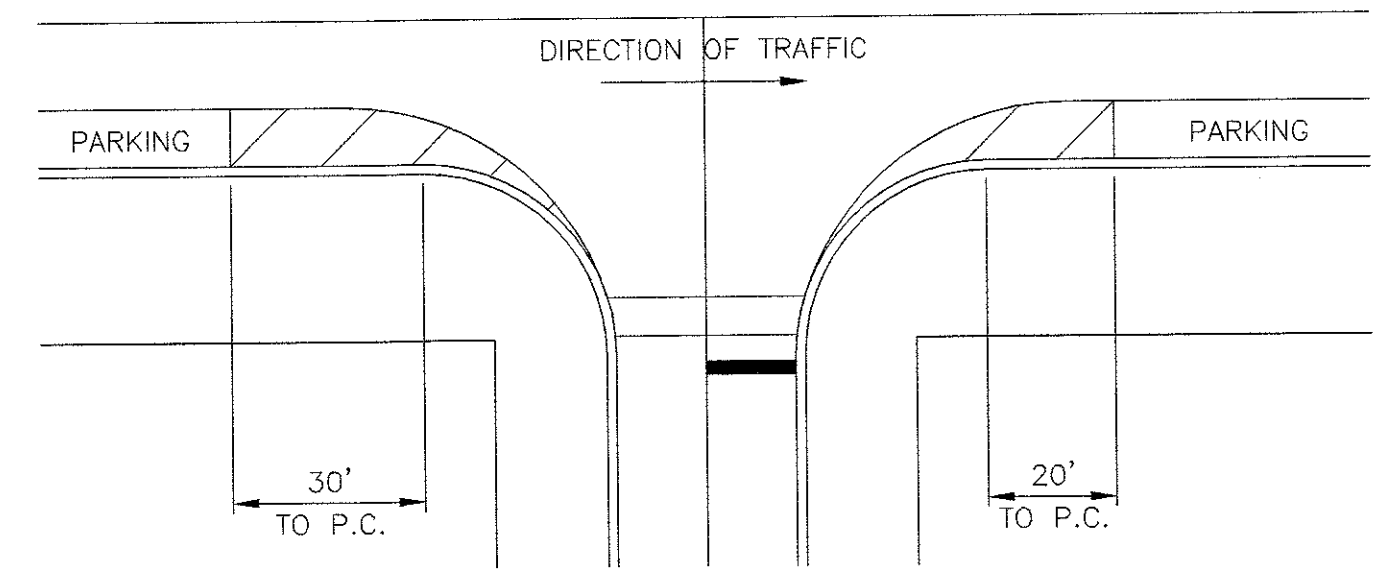 DIRECTION OF TRAFFIC
PARKING
PARKING
30'
TO P.C.
20'
TO P.C.